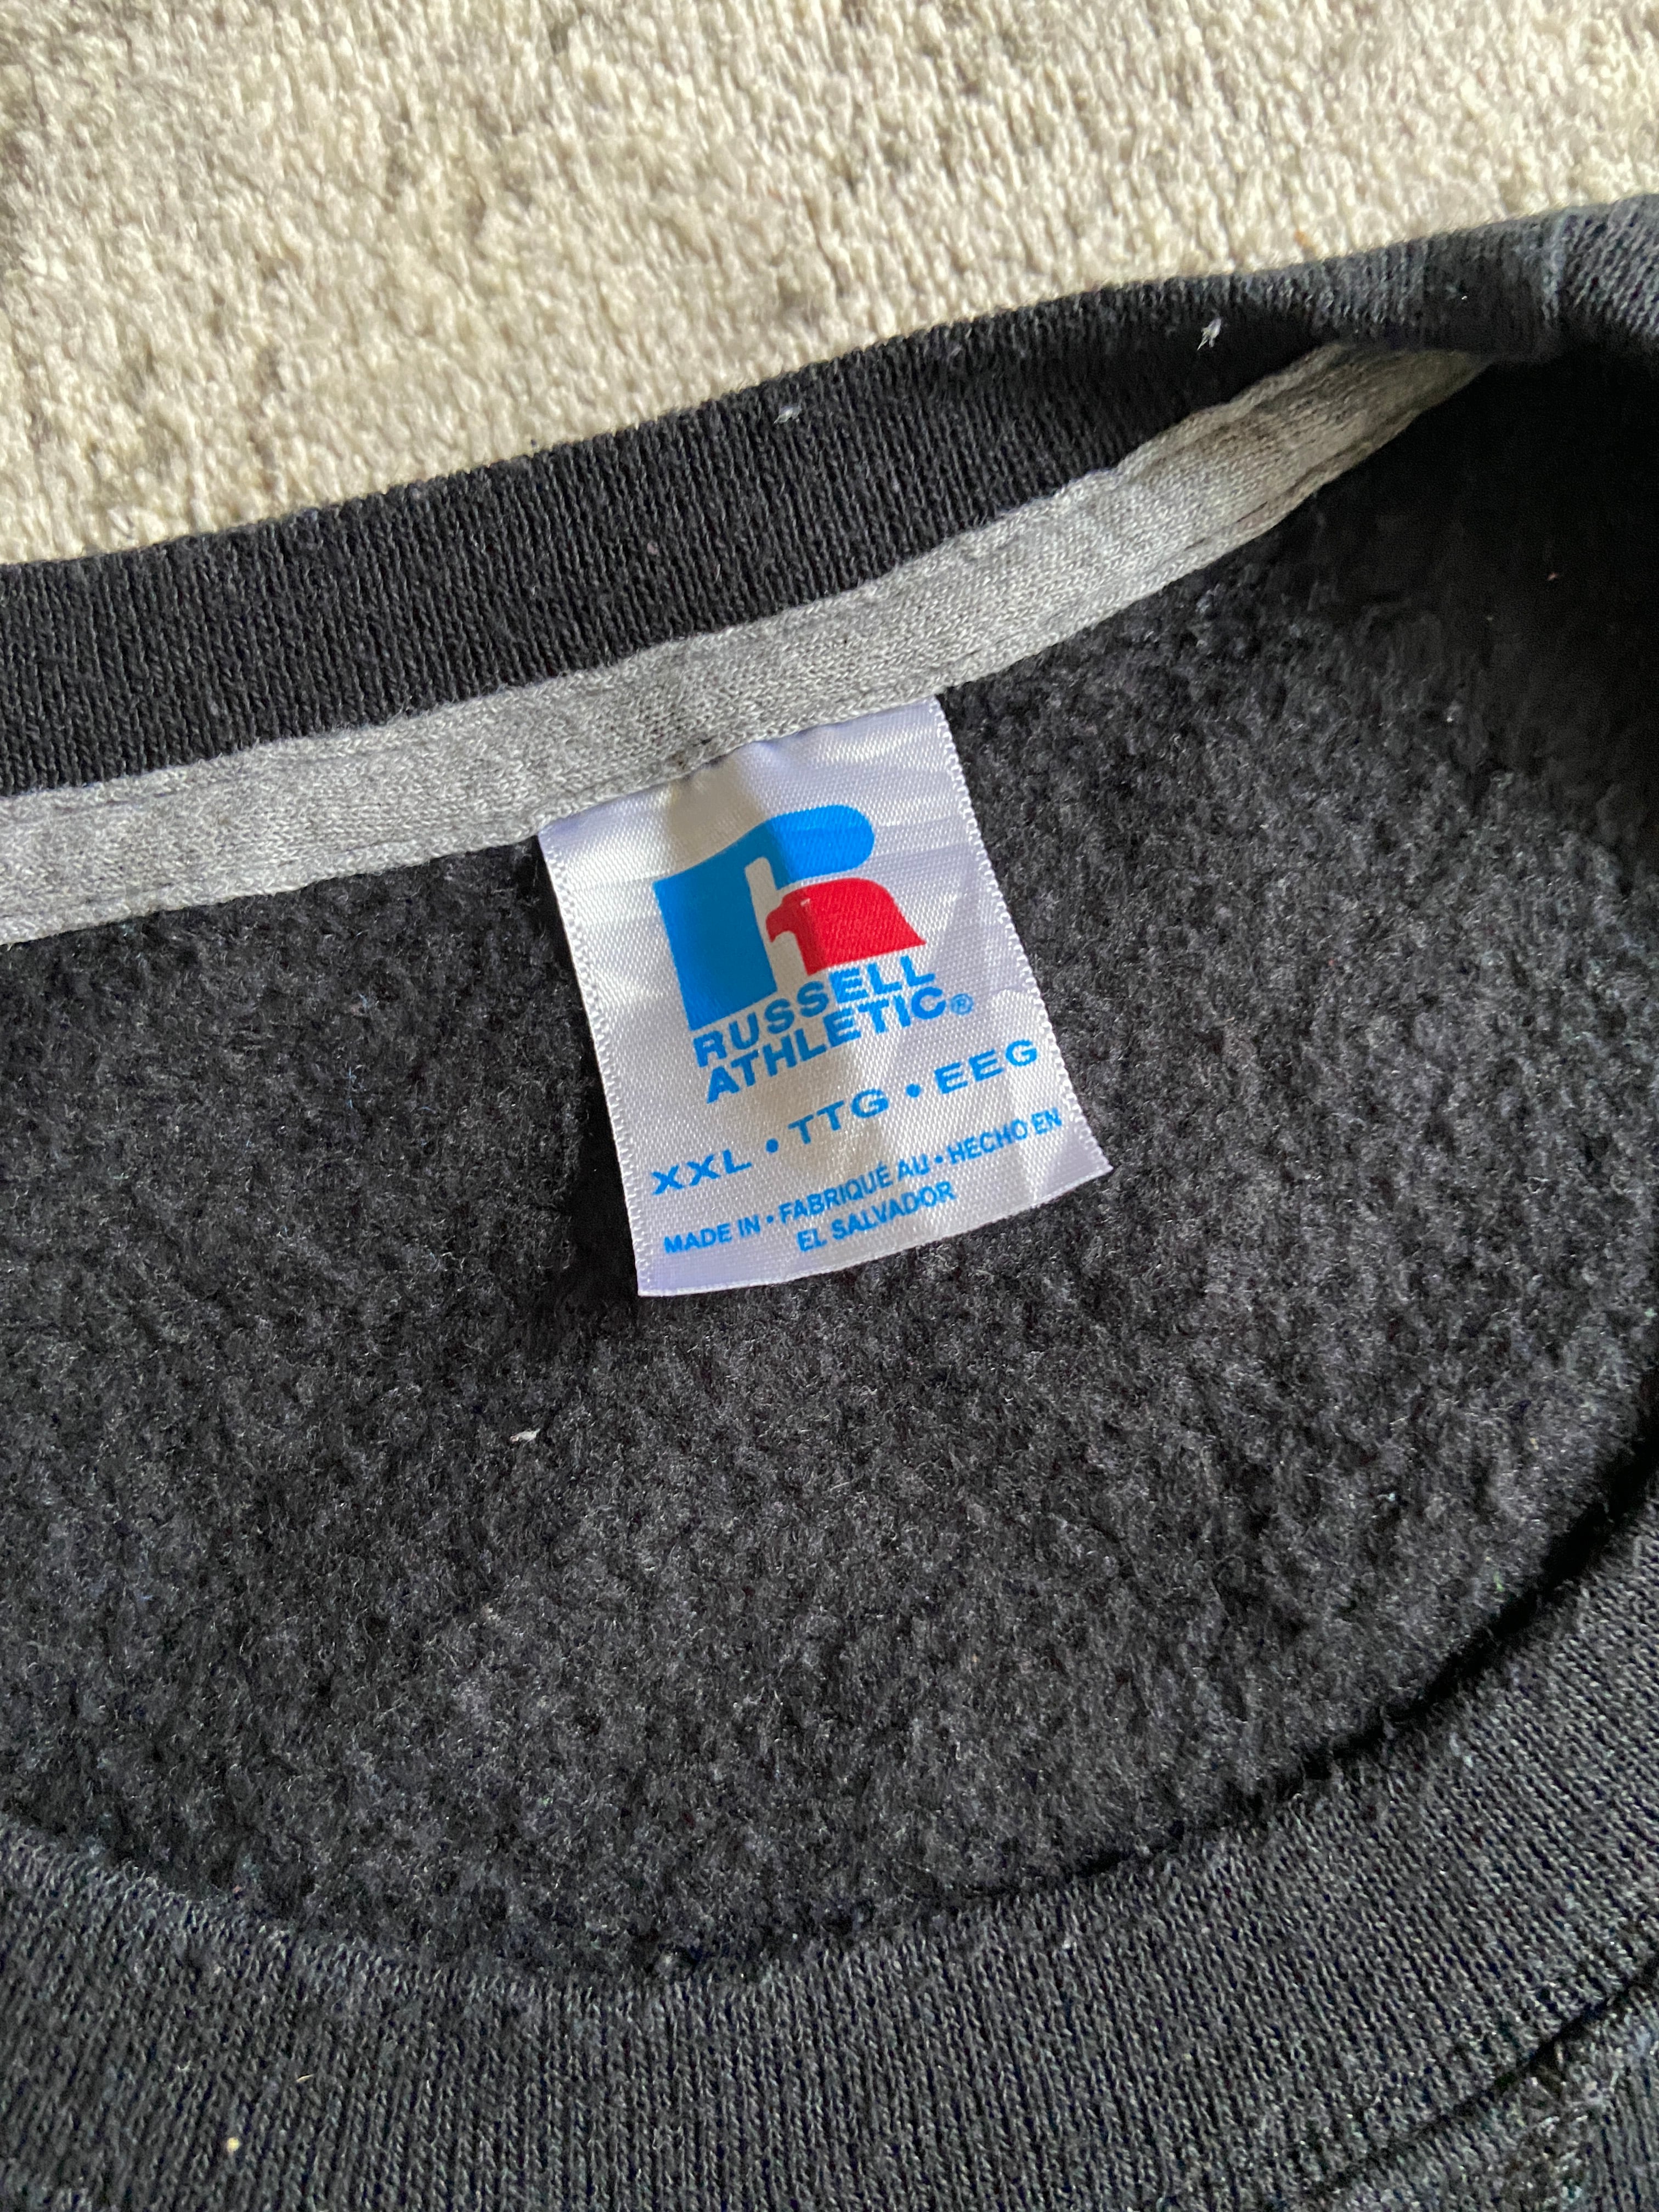 RUSSELL
ATHLETIC®
XXL • TTG • EEG
MADE IN • FABRIQUÉ AU • HECHO EN
EL SALVADOR